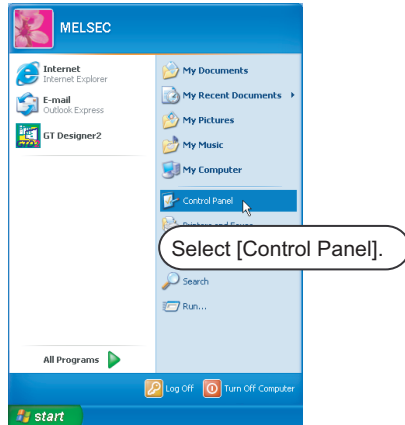 MELSEC
Internet
Internet Explorer
E-mail
Outlook Express
GT Designer2
My Documents
My Recent Documents
My Pictures
My Music
My Computer
Control Panel
Select [Control Panel].
Search
Run...
All Programs
Log Off
Turn Off Computer
start